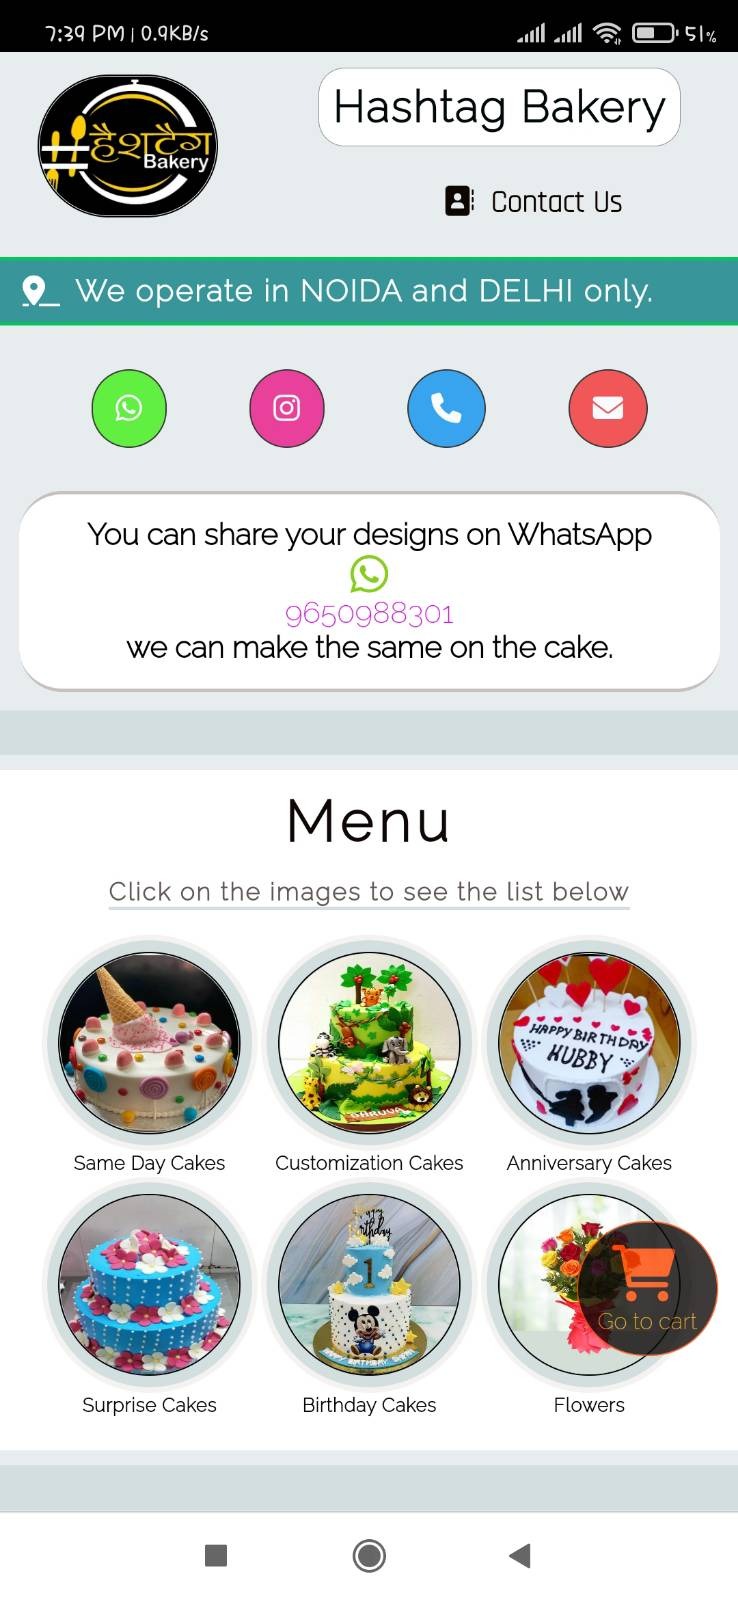 7:39 PM | 0.9KB/s
51%
#हैशटैग
Bakery
Hashtag Bakery
Contact Us
We operate in NOIDA and DELHI only.
You can share your designs on WhatsApp
9650988301
we can make the same on the cake.
Menu
Click on the images to see the list below
HAPPY BIRTHDAY
HUBBY
Same Day Cakes
Customization Cakes
Anniversary Cakes
1
Go to cart
Surprise Cakes
Birthday Cakes
Flowers